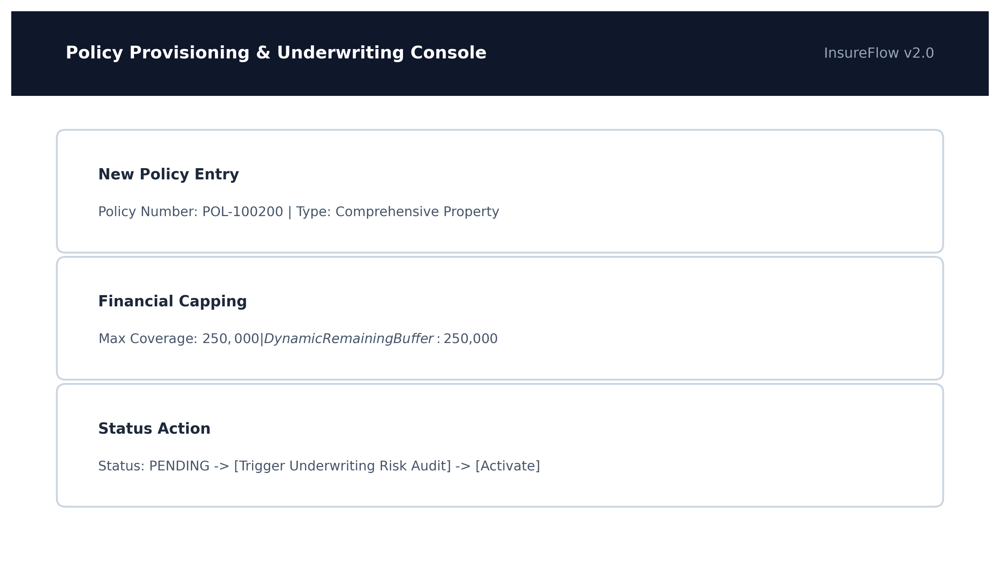 Policy Provisioning & Underwriting Console
InsureFlow v2.0
New Policy Entry
Policy Number: POL-100200 | Type: Comprehensive Property
Financial Capping
Max Coverage: 250,000|DynamicRemainingBuffer:250,000
Status Action
Status: PENDING -> [Trigger Underwriting Risk Audit] -> [Activate]